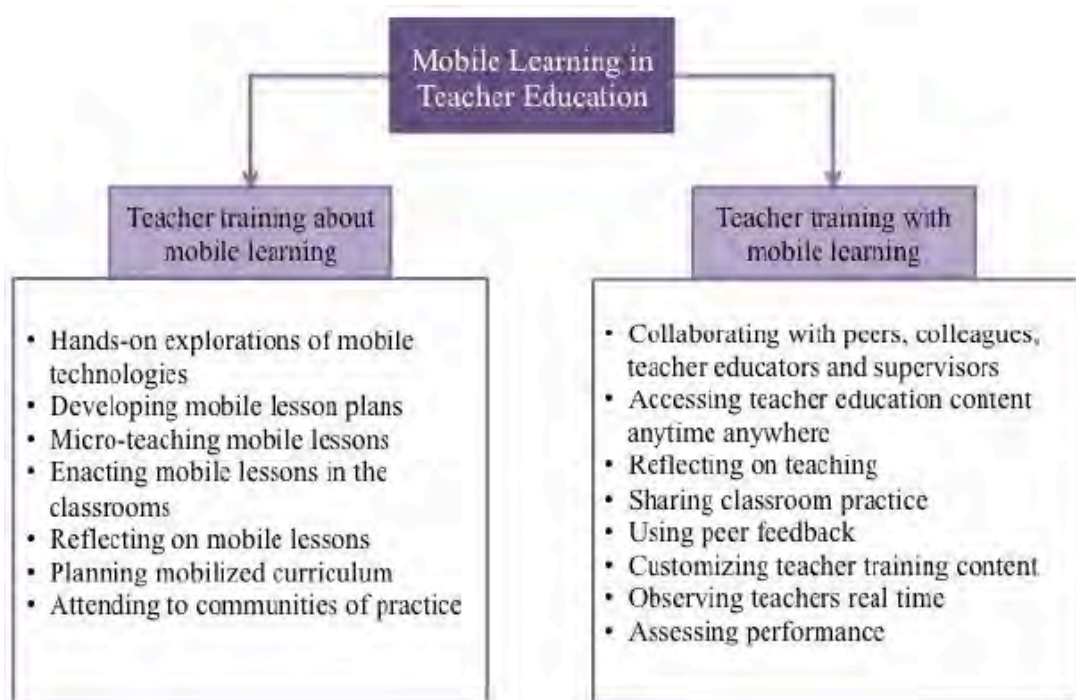 Mobile Learning in
Teacher Education
Teacher training about
mobile learning
• Hands-on explorations of mobile
technologies
• Developing mobile lesson plans
• Micro-teaching mobile lessons
• Enacting mobile lessons in the
classrooms
• Reflecting on mobile lessons
• Planning mobilized curriculum
• Attending to communities of practice
Teacher training with
mobile learning
• Collaborating with peers, colleagues,
teacher educators and supervisors
• Accessing teacher education content
anytime anywhere
• Reflecting on teaching
• Sharing classroom practice
• Using peer feedback
• Customizing teacher training content
• Observing teachers real time
• Assessing performance